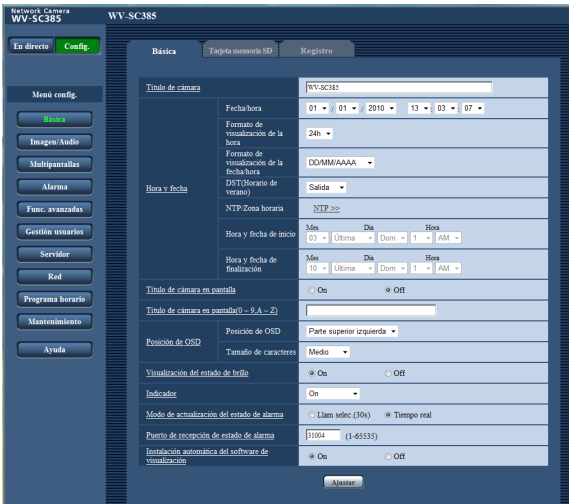 Network Camera
WV-SC385
WV-SC385
En directo
Config.
Menú config.
Básica
Imagen/Audio
Multipantallas
Alarma
Func. avanzadas
Gestión usuarios
Servidor
Red
Programa horario
Mantenimiento
Ayuda
Básica
Tarjeta memoria SD
Registro
Título de cámara
WV-SC385
Hora y fecha
Fecha/hora
01 / 01 / 2010 13 : 03 : 07
Formato de
visualización de la
hora
24h
Formato de
visualización de la
fecha/hora
DD/MM/AAAA
DST(Horario de
verano)
Salida
NTP/Zona horaria
NTP >>
Hora y fecha de inicio
Mes Día Hora
03 Última Dom 1 AM
Hora y fecha de
finalización
Mes Día Hora
10 Última Dom 1 AM
Título de cámara en pantalla
On Off
Título de cámara en pantalla(0 – 9,A – Z)
Posición de OSD
Posición de OSD
Parte superior izquierda
Tamaño de caracteres
Medio
Visualización del estado de brillo
On Off
Indicador
On
Modo de actualización del estado de alarma
Llam selec.(30s) Tiempo real
Puerto de recepción de estado de alarma
31004 (1-65535)
Instalación automática del software de
visualización
On Off
Ajustar